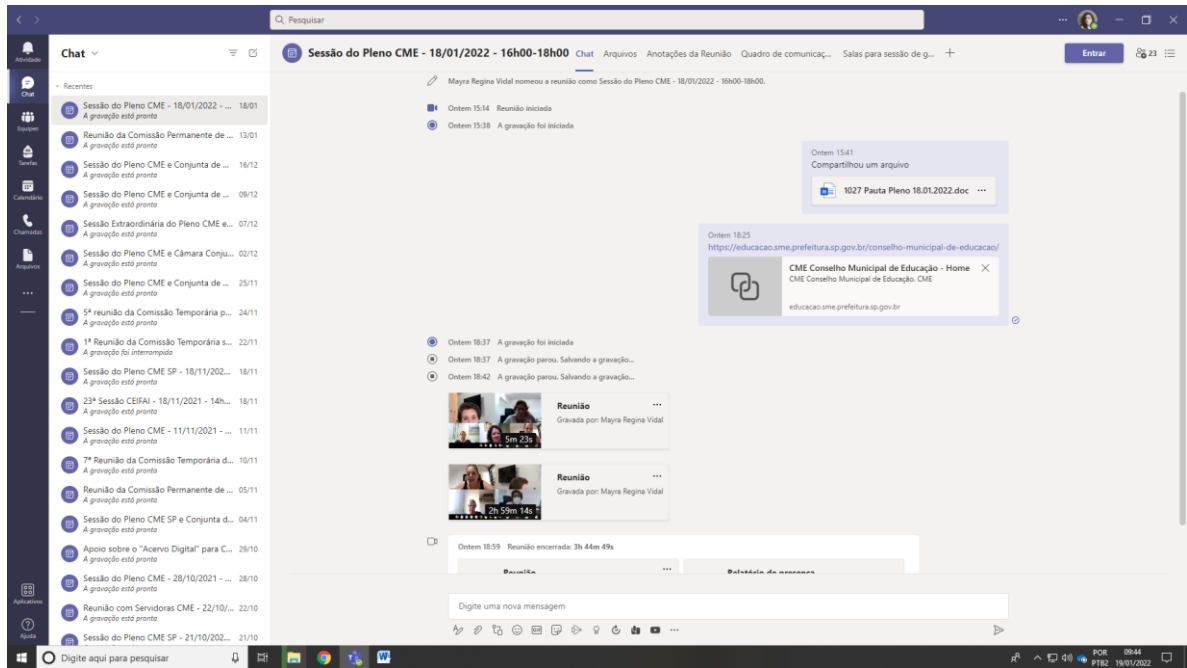 Pesquisar
Atividade
Chat
Equipes
Tarefas
Calendário
Chamadas
Arquivos
Aplicativos
Ajuda
Chat
Recentes
Sessão do Pleno CME - 18/01/2022 - ... 18/01
A gravação está pronta
Reunião da Comissão Permanente de ... 13/01
A gravação está pronta
Sessão do Pleno CME e Conjunta de ... 16/12
A gravação está pronta
Sessão do Pleno CME e Conjunta de ... 09/12
A gravação está pronta
Sessão Extraordinária do Pleno CME e... 07/12
A gravação está pronta
Sessão do Pleno CME e Câmara Conju... 02/12
A gravação está pronta
Sessão do Pleno CME e Conjunta de ... 25/11
A gravação está pronta
5ª reunião da Comissão Temporária p... 24/11
A gravação está pronta
1ª Reunião da Comissão Temporária s... 22/11
A gravação foi interrompida
Sessão do Pleno CME SP - 18/11/202... 18/11
A gravação está pronta
23ª Sessão CEIFAI - 18/11/2021 - 14h... 18/11
A gravação está pronta
Sessão do Pleno CME - 11/11/2021 - ... 11/11
A gravação está pronta
7ª Reunião da Comissão Temporária d... 10/11
A gravação está pronta
Reunião da Comissão Permanente de ... 05/11
A gravação está pronta
Sessão do Pleno CME SP e Conjunta d... 04/11
A gravação está pronta
Apoio sobre o "Acervo Digital" para C... 29/10
A gravação está pronta
Sessão do Pleno CME - 28/10/2021 - ... 28/10
A gravação está pronta
Reunião com Servidoras CME - 22/10/... 22/10
A gravação está pronta
Sessão do Pleno CME SP - 21/10/202... 21/10
Sessão do Pleno CME - 18/01/2022 - 16h00-18h00 Chat Arquivos Anotações da Reunião Quadro de comunicaç... Salas para sessão de g... Entrar 23
Mayra Regina Vidal nomeou a reunião como Sessão do Pleno CME - 18/01/2022 - 16h00-18h00.
Ontem 15:14 Reunião iniciada
Ontem 15:38 A gravação foi iniciada
Ontem 15:41
Compartilhou um arquivo
1027 Pauta Pleno 18.01.2022.doc ...
Ontem 18:25
https://educacao.sme.prefeitura.sp.gov.br/conselho-municipal-de-educacao/
CME Conselho Municipal de Educação - Home
CME Conselho Municipal de Educação. CME
educacao.sme.prefeitura.sp.gov.br
Ontem 18:37 A gravação foi iniciada
Ontem 18:37 A gravação parou. Salvando a gravação...
Ontem 18:42 A gravação parou. Salvando a gravação...
Reunião
Gravada por: Mayra Regina Vidal
5m 23s
Reunião
Gravada por: Mayra Regina Vidal
2h 59m 14s
Ontem 18:59 Reunião encerrada: 3h 44m 49s
Reunião
Relatório de presença
Digite uma nova mensagem
GIF
Digite aqui para pesquisar
POR 09:44
PTB2 19/01/2022